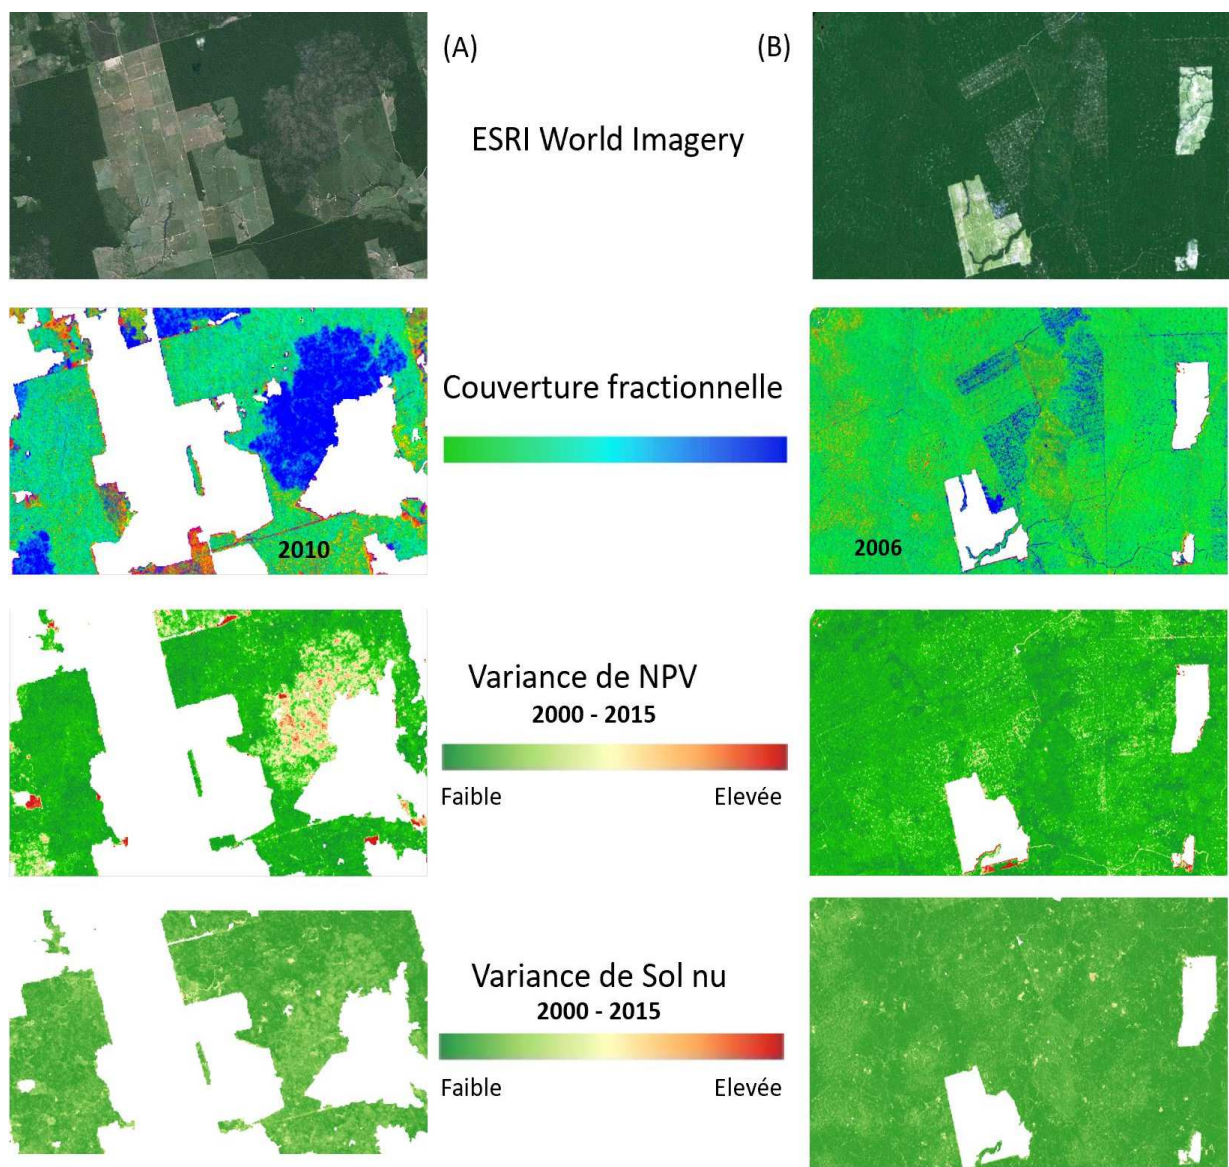 (A)
(B)
ESRI World Imagery
Couverture fractionnelle
2010
2006
Variance de NPV
2000 - 2015
Faible
Elevée
Variance de Sol nu
2000 - 2015
Faible
Elevée